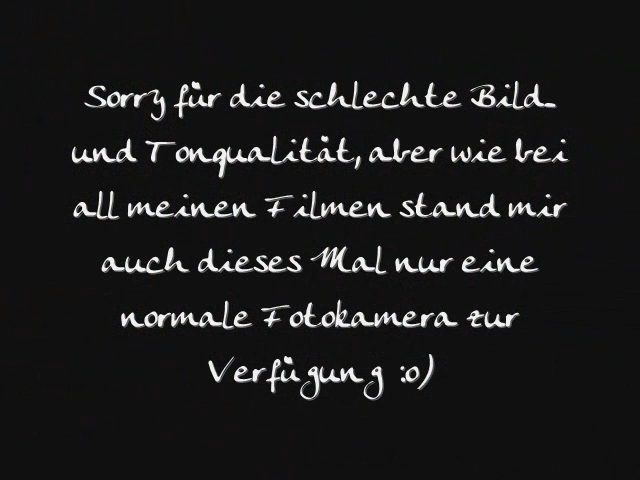 Sorry für die schlechte Bild-
und Tonqualität, aber wie bei
all meinen Filmen stand mir
auch dieses Mal nur eine
normale Fotokamera zur
Verfügung :o)